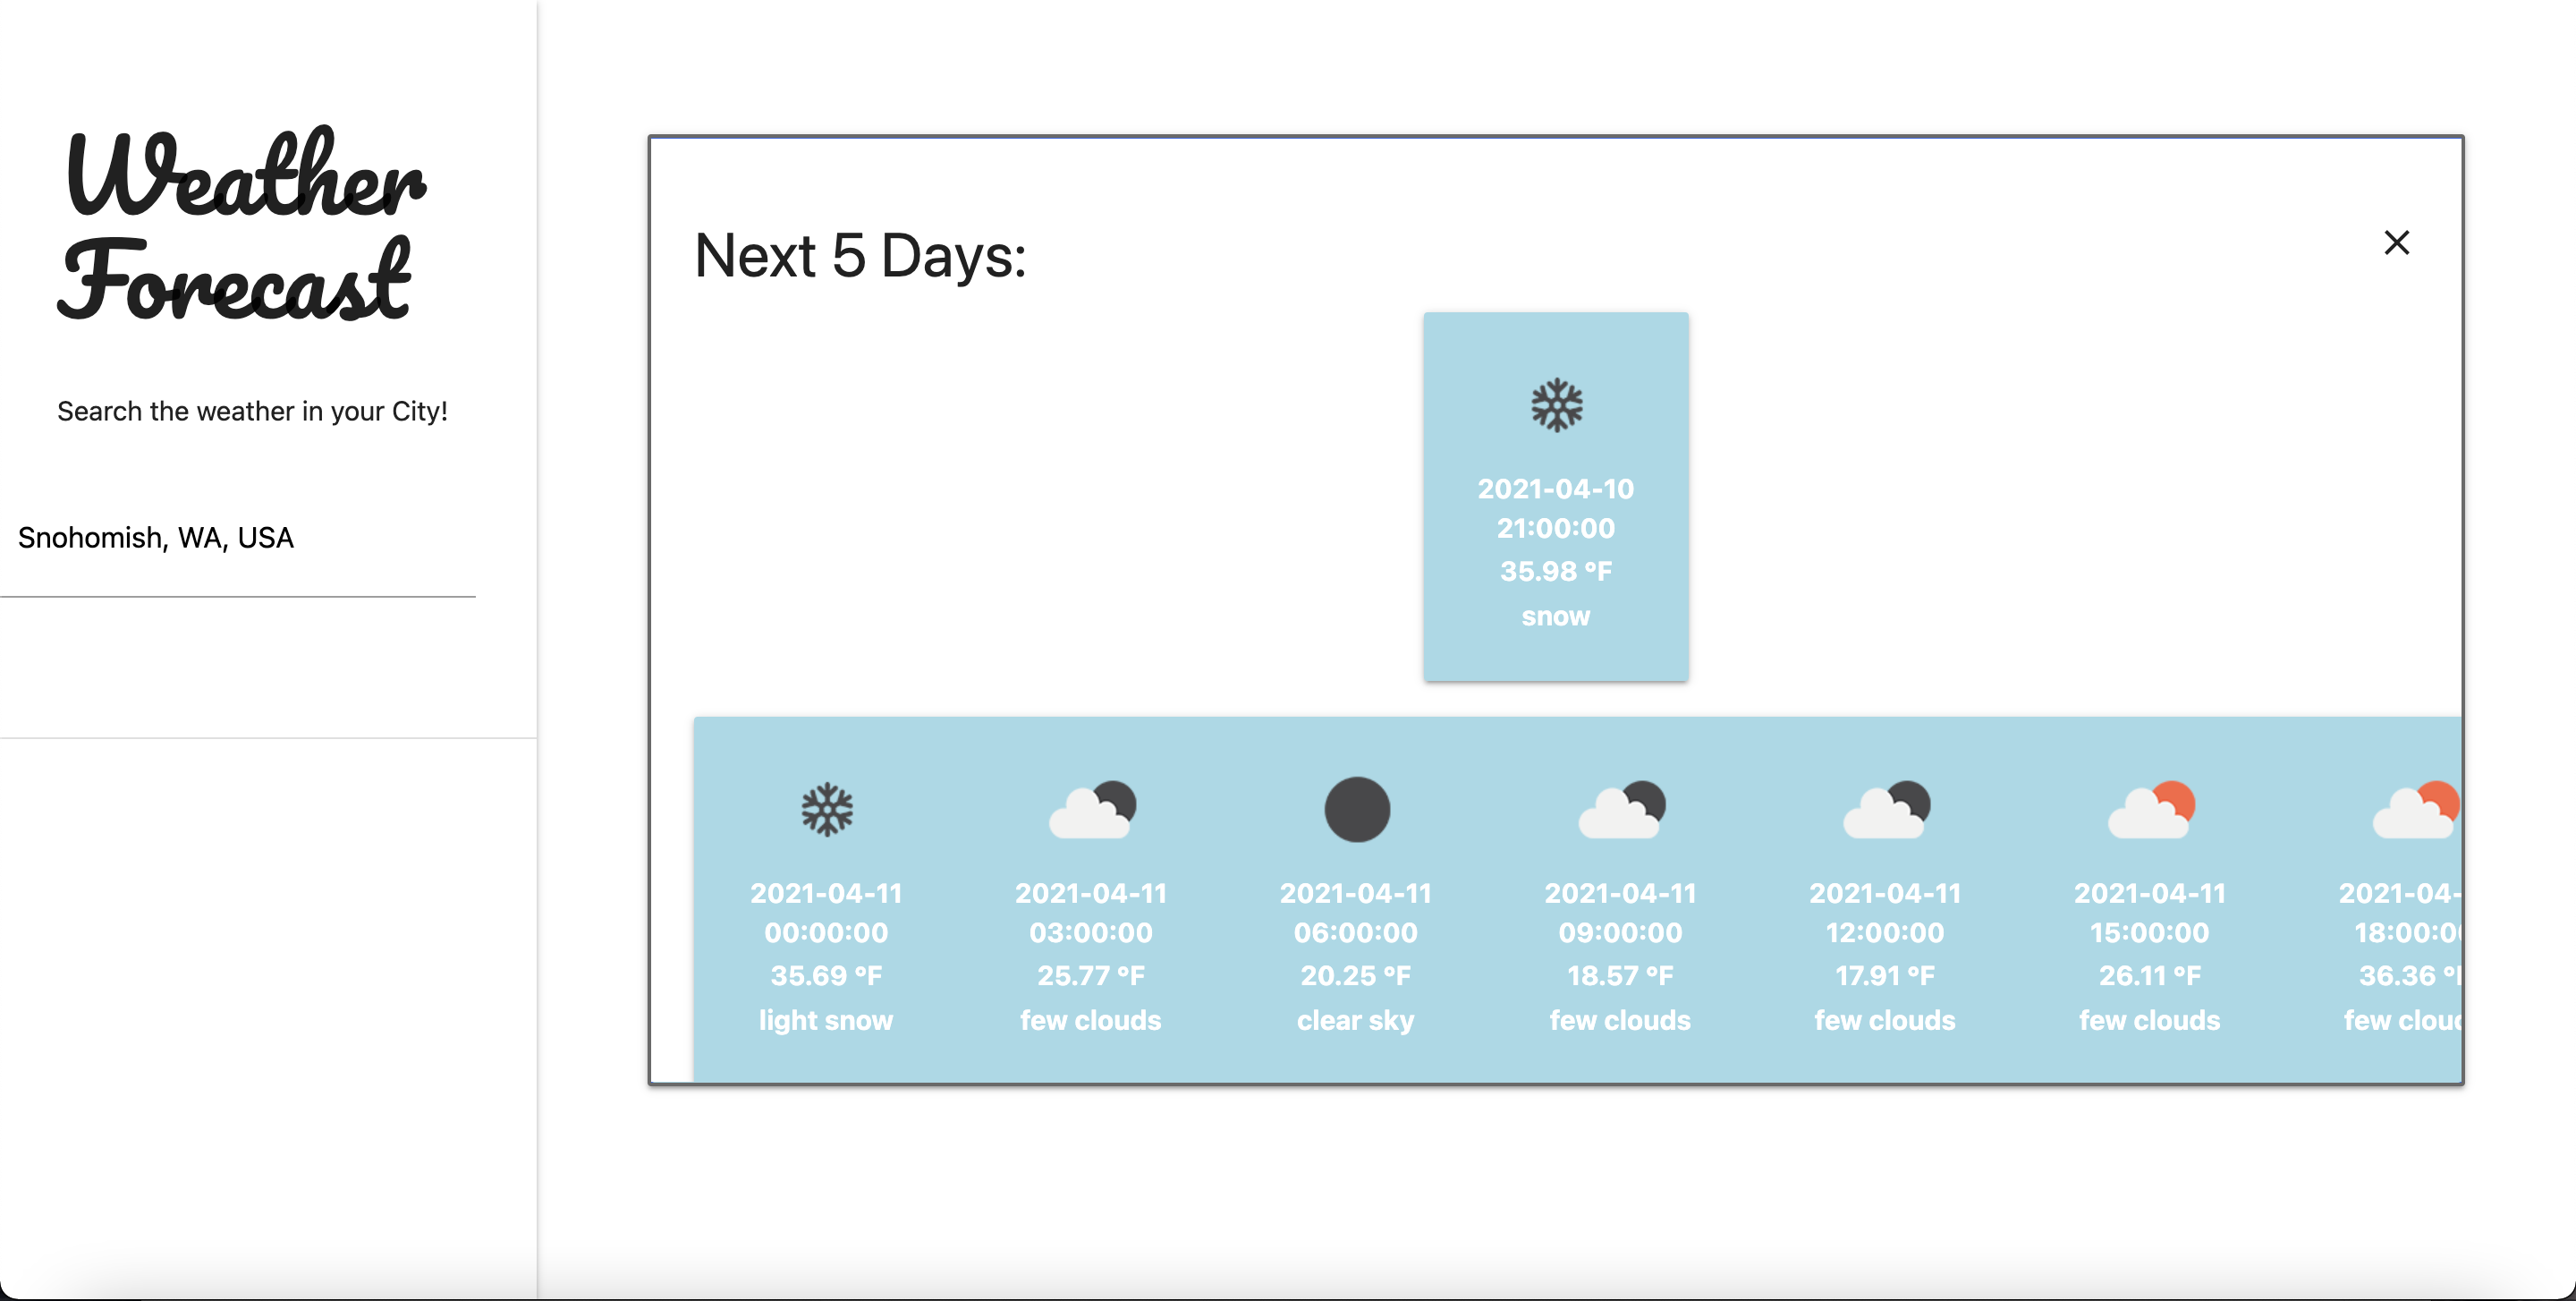 Weather
Forecast
Search the weather in your City!
Snohomish, WA, USA
Next 5 Days:
2021-04-10
21:00:00
35.98 °F
snow
2021-04-11
00:00:00
35.69 °F
light snow
2021-04-11
03:00:00
25.77 °F
few clouds
2021-04-11
06:00:00
20.25 °F
clear sky
2021-04-11
09:00:00
18.57 °F
few clouds
2021-04-11
12:00:00
17.91 °F
few clouds
2021-04-11
15:00:00
26.11 °F
few clouds
2021-04-
18:00:0
36.36 °
few clou